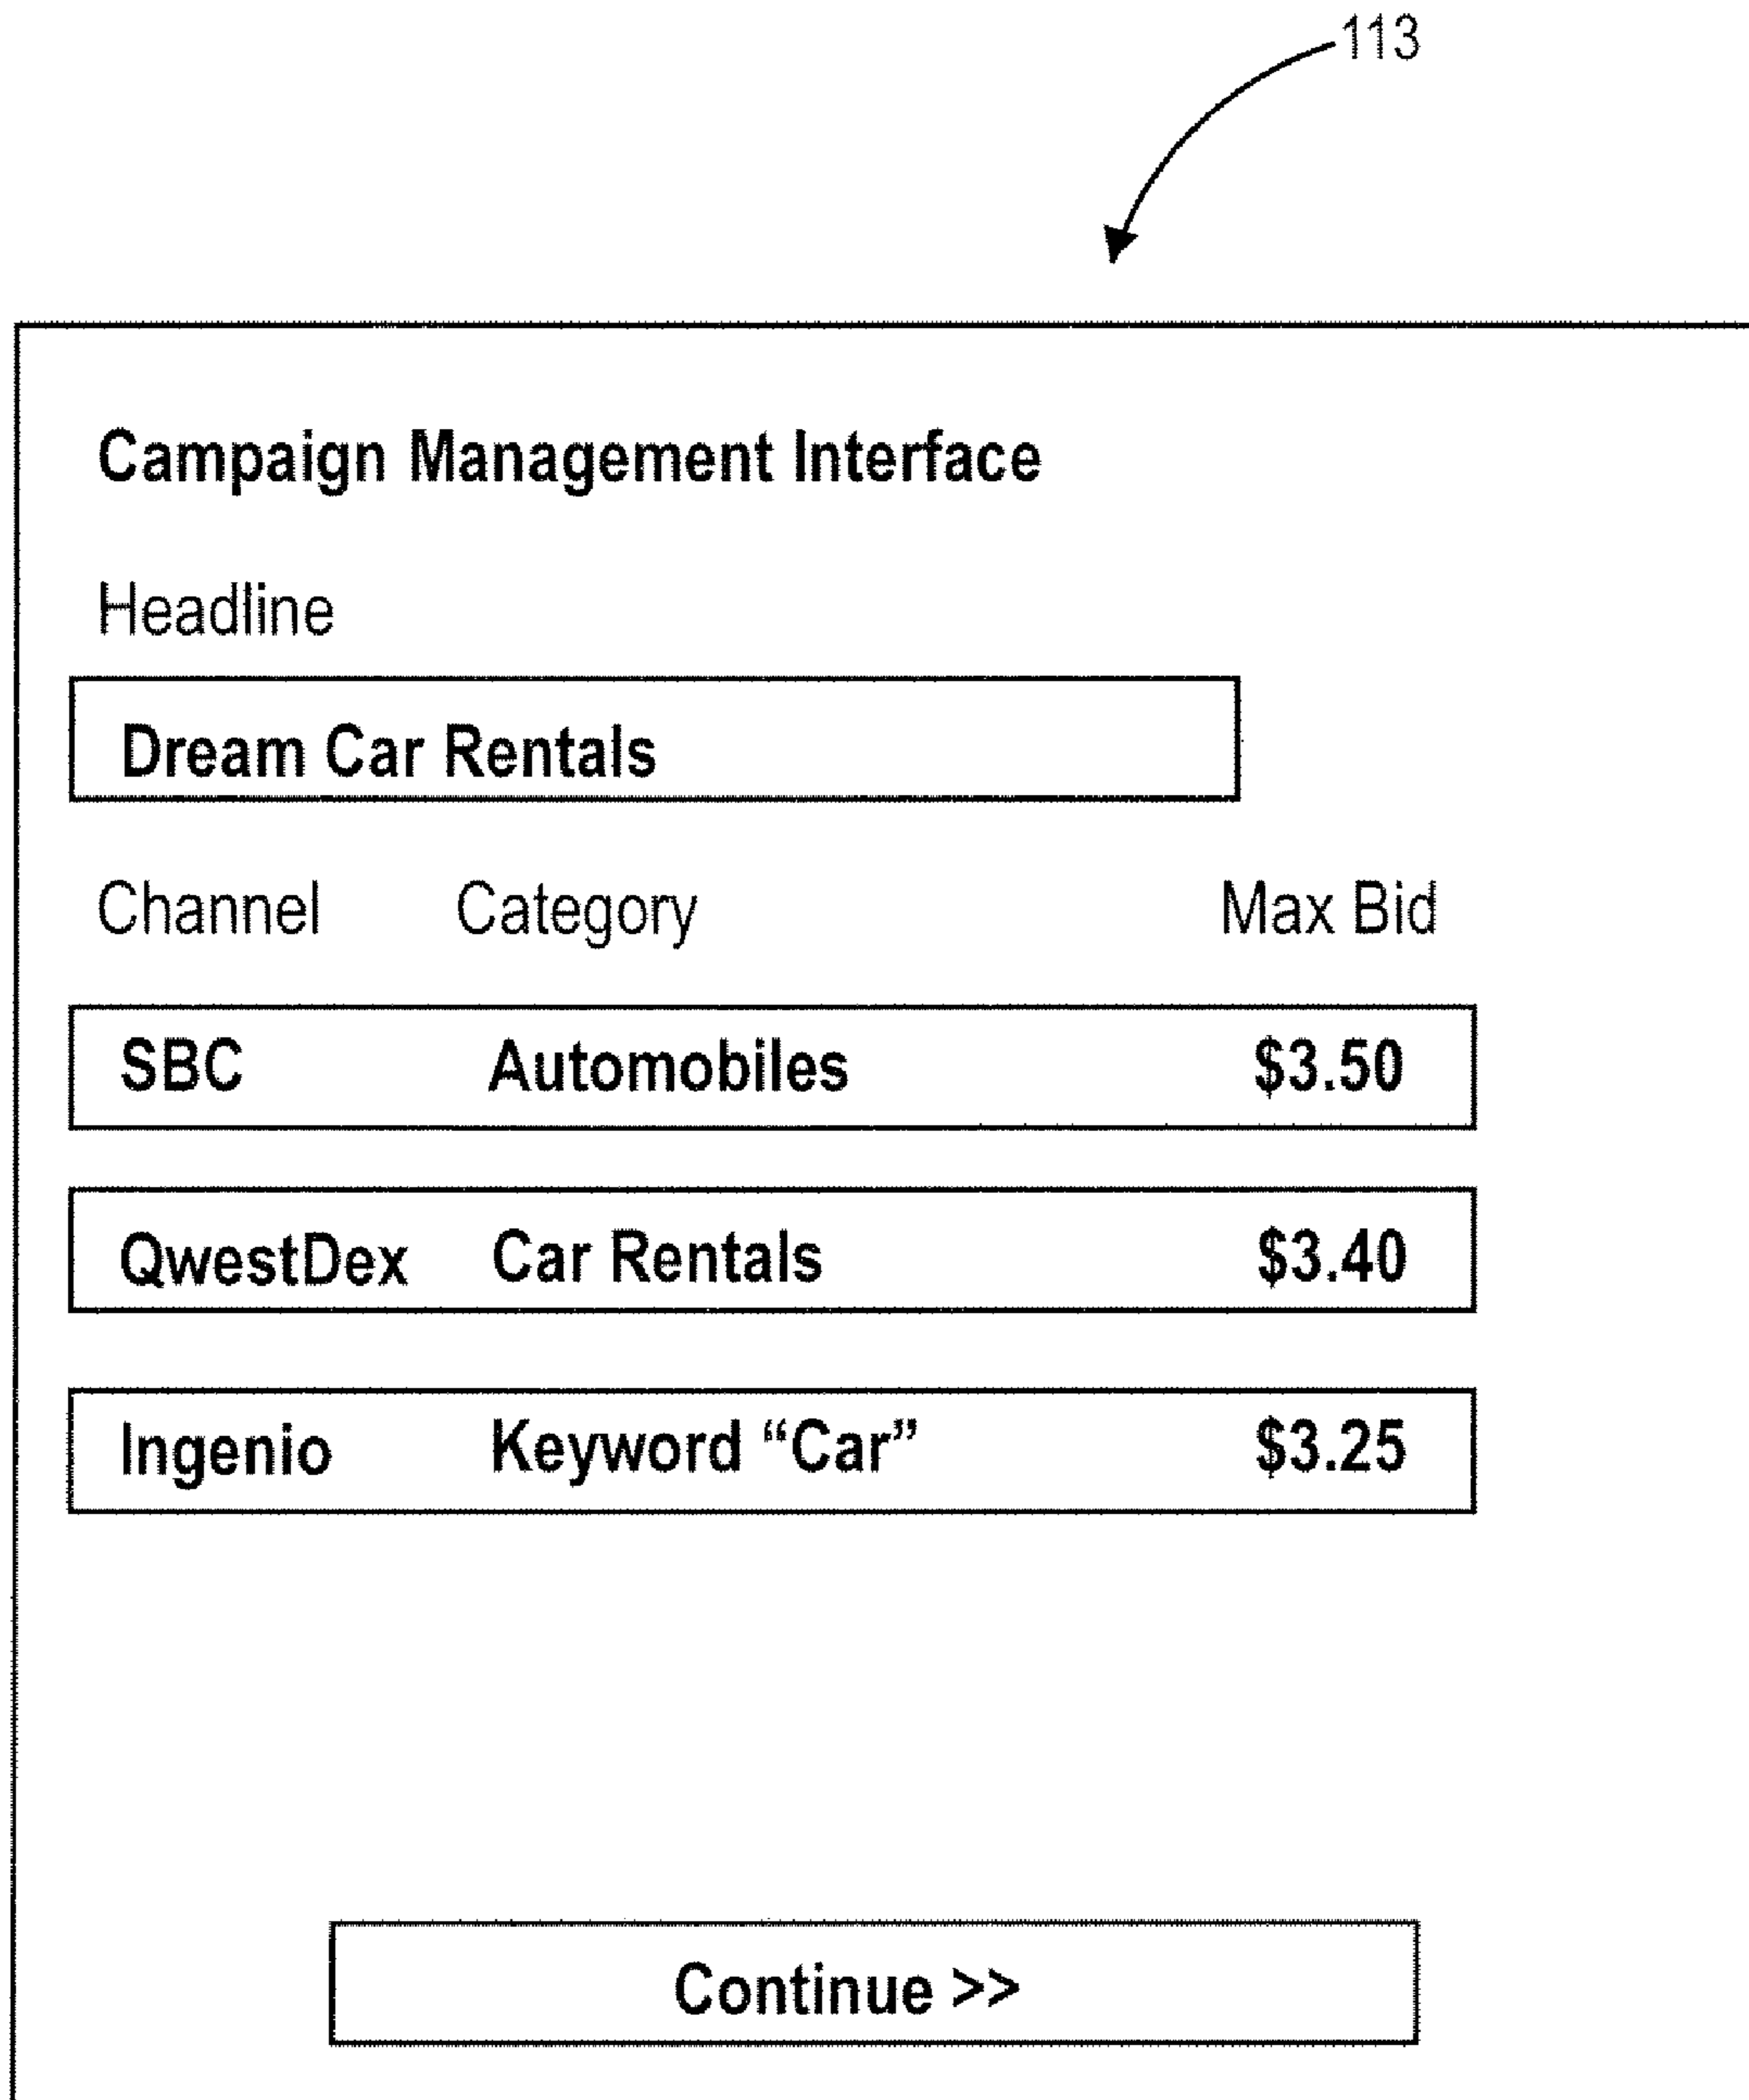 113
Campaign Management Interface
Headline
Dream Car Rentals
Channel Category Max Bid
SBC Automobiles $3.50
QwestDex Car Rentals $3.40
Ingenio Keyword “Car” $3.25
Continue >>